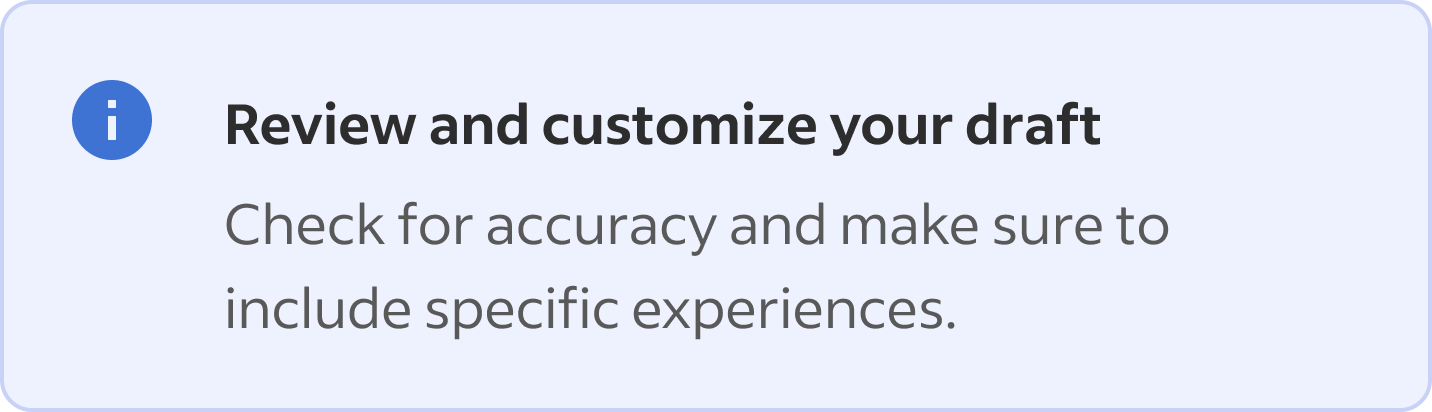 Review and customize your draft
Check for accuracy and make sure to
include specific experiences.